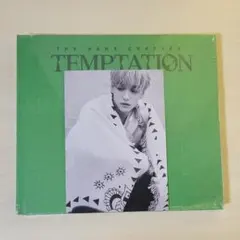 THE NAME CHAPTER
TEMPTATION